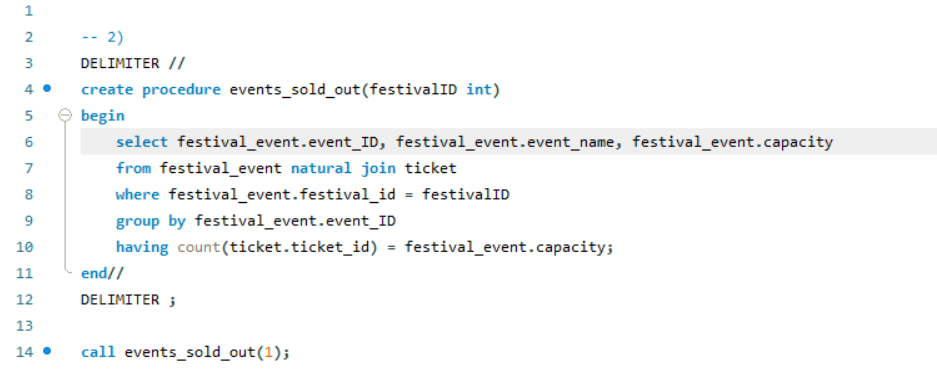 1
2 -- 2)
3 DELIMITER //
4 create procedure events_sold_out(festivalID int)
5 begin
6 select festival_event.event_ID, festival_event.event_name, festival_event.capacity
7 from festival_event natural join ticket
8 where festival_event.festival_id = festivalID
9 group by festival_event.event_ID
10 having count(ticket.ticket_id) = festival_event.capacity;
11 end//
12 DELIMITER ;
13
14 call events_sold_out(1);